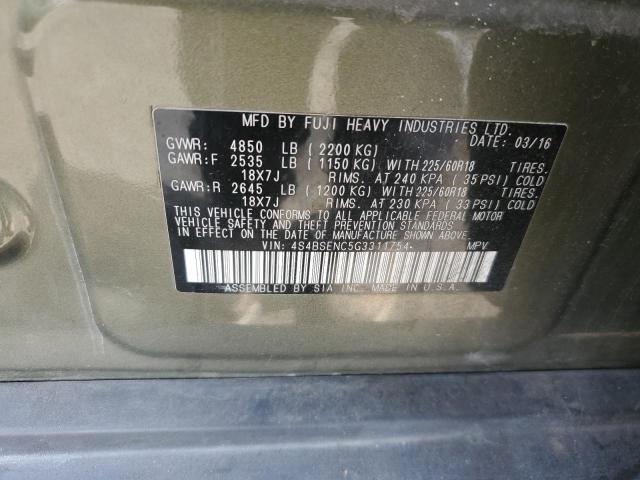 MFD BY FUJI HEAVY INDUSTRIES LTD.
GVWR: 4850 LB (2200 KG) DATE: 03/16
GAWR:F 2535 LB (1150 KG) WITH 225/60R18 TIRES.
18X7J RIMS. AT 240 KPA (35 PSI) COLD
GAWR:R 2645 LB (1200 KG) WITH 225/60R18 TIRES.
18X7J RIMS. AT 230 KPA (33 PSI) COLD
THIS VEHICLE CONFORMS TO ALL APPLICABLE FEDERAL MOTOR
VEHICLE SAFETY AND THEFT PREVENTION STANDARDS
IN EFFECT ON THE DATE OF MANUFACTURE SHOWN ABOVE.
VIN: 4S4BSENC5G3311754 MPV
ASSEMBLED BY SIA INC. MADE IN U.S.A.